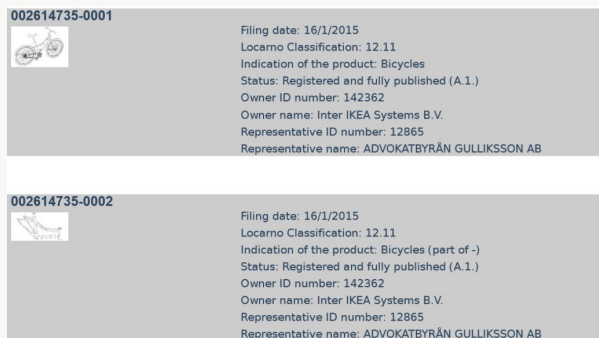 002614735-0001
Filing date: 16/1/2015
Locarno Classification: 12.11
Indication of the product: Bicycles
Status: Registered and fully published (A.1.)
Owner ID number: 142362
Owner name: Inter IKEA Systems B.V.
Representative ID number: 12865
Representative name: ADVOKATBYRÅN GULLIKSSON AB
002614735-0002
Filing date: 16/1/2015
Locarno Classification: 12.11
Indication of the product: Bicycles (part of -)
Status: Registered and fully published (A.1.)
Owner ID number: 142362
Owner name: Inter IKEA Systems B.V.
Representative ID number: 12865
Representative name: ADVOKATBYRÅN GULLIKSSON AB